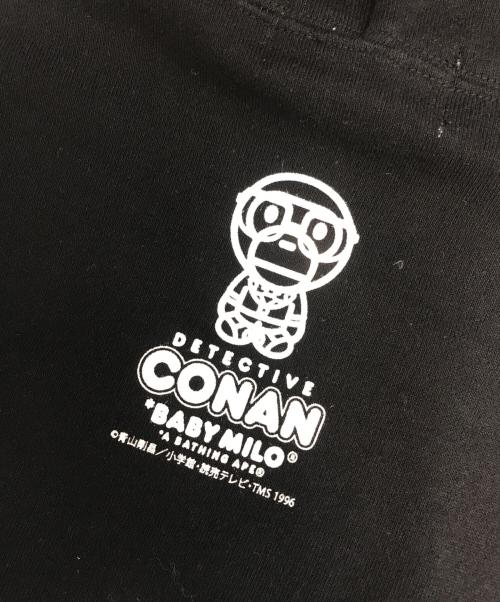 DETECTIVE
CONAN
*BABY MILO®
*A BATHING APE®
©青山剛昌／小学館・読売テレビ・TMS 1996